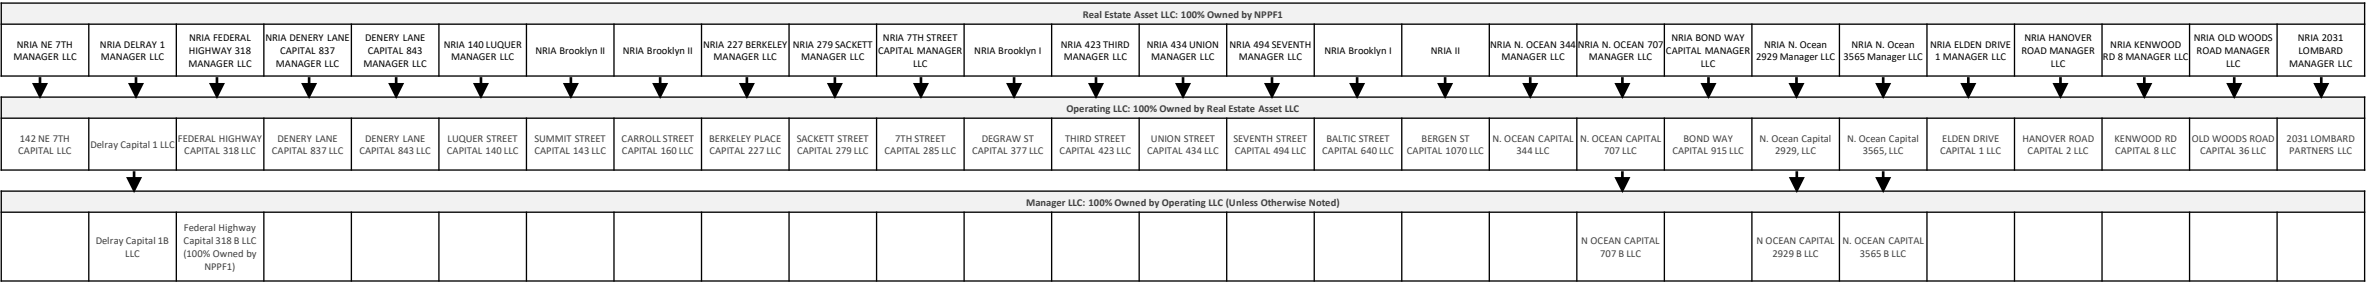 Real Estate Asset LLC: 100% Owned by NPPF1
NRIA NE 7TH
MANAGER LLC
NRIA DELRAY 1
MANAGER LLC
NRIA FEDERAL
HIGHWAY 318
MANAGER LLC
NRIA DENERY LANE
CAPITAL 837
MANAGER LLC
DENERY LANE
CAPITAL 843
MANAGER LLC
NRIA 140 LUQUER
MANAGER LLC
NRIA Brooklyn II
NRIA Brooklyn II
NRIA 227 BERKELEY
MANAGER LLC
NRIA 279 SACKETT
MANAGER LLC
NRIA 7TH STREET
CAPITAL MANAGER
LLC
NRIA Brooklyn I
NRIA 423 THIRD
MANAGER LLC
NRIA 434 UNION
MANAGER LLC
NRIA 494 SEVENTH
MANAGER LLC
NRIA Brooklyn I
NRIA II
NRIA N. OCEAN 344
MANAGER LLC
NRIA N. OCEAN 707
MANAGER LLC
NRIA BOND WAY
CAPITAL MANAGER
LLC
NRIA N. Ocean
2929 Manager LLC
NRIA N. Ocean
3565 Manager LLC
NRIA ELDEN DRIVE
1 MANAGER LLC
NRIA HANOVER
ROAD MANAGER
LLC
NRIA KENWOOD
RD 8 MANAGER LLC
NRIA OLD WOODS
ROAD MANAGER
LLC
NRIA 2031
LOMBARD
MANAGER LLC
Operating LLC: 100% Owned by Real Estate Asset LLC
142 NE 7TH
CAPITAL LLC
Delray Capital 1 LLC
FEDERAL HIGHWAY
CAPITAL 318 LLC
DENERY LANE
CAPITAL 837 LLC
DENERY LANE
CAPITAL 843 LLC
LUQUER STREET
CAPITAL 140 LLC
SUMMIT STREET
CAPITAL 143 LLC
CARROLL STREET
CAPITAL 160 LLC
BERKELEY PLACE
CAPITAL 227 LLC
SACKETT STREET
CAPITAL 279 LLC
7TH STREET
CAPITAL 285 LLC
DEGRAW ST
CAPITAL 377 LLC
THIRD STREET
CAPITAL 423 LLC
UNION STREET
CAPITAL 434 LLC
SEVENTH STREET
CAPITAL 494 LLC
BALTIC STREET
CAPITAL 640 LLC
BERGEN ST
CAPITAL 1070 LLC
N. OCEAN CAPITAL
344 LLC
N. OCEAN CAPITAL
707 LLC
BOND WAY
CAPITAL 915 LLC
N. Ocean Capital
2929, LLC
N. Ocean Capital
3565, LLC
ELDEN DRIVE
CAPITAL 1 LLC
HANOVER ROAD
CAPITAL 2 LLC
KENWOOD RD
CAPITAL 8 LLC
OLD WOODS ROAD
CAPITAL 36 LLC
2031 LOMBARD
PARTNERS LLC
Manager LLC: 100% Owned by Operating LLC (Unless Otherwise Noted)
Delray Capital 1B
LLC
Federal Highway
Capital 318 B LLC
(100% Owned by
NPPF1)
N OCEAN CAPITAL
707 B LLC
N OCEAN CAPITAL
2929 B LLC
N. OCEAN CAPITAL
3565 B LLC